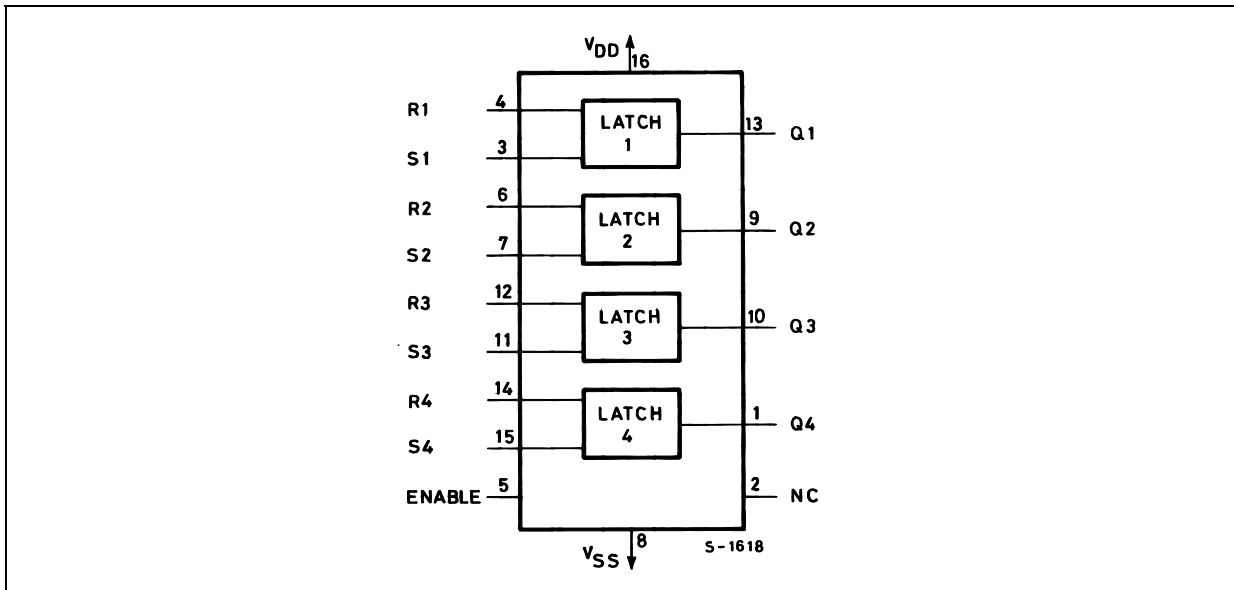 VDD
16
R1 4 LATCH 1 13 Q1
S1 3
R2 6 LATCH 2 9 Q2
S2 7
R3 12 LATCH 3 10 Q3
S3 11
R4 14 LATCH 4 1 Q4
S4 15
ENABLE 5 2 NC
VSS 8 S-1618